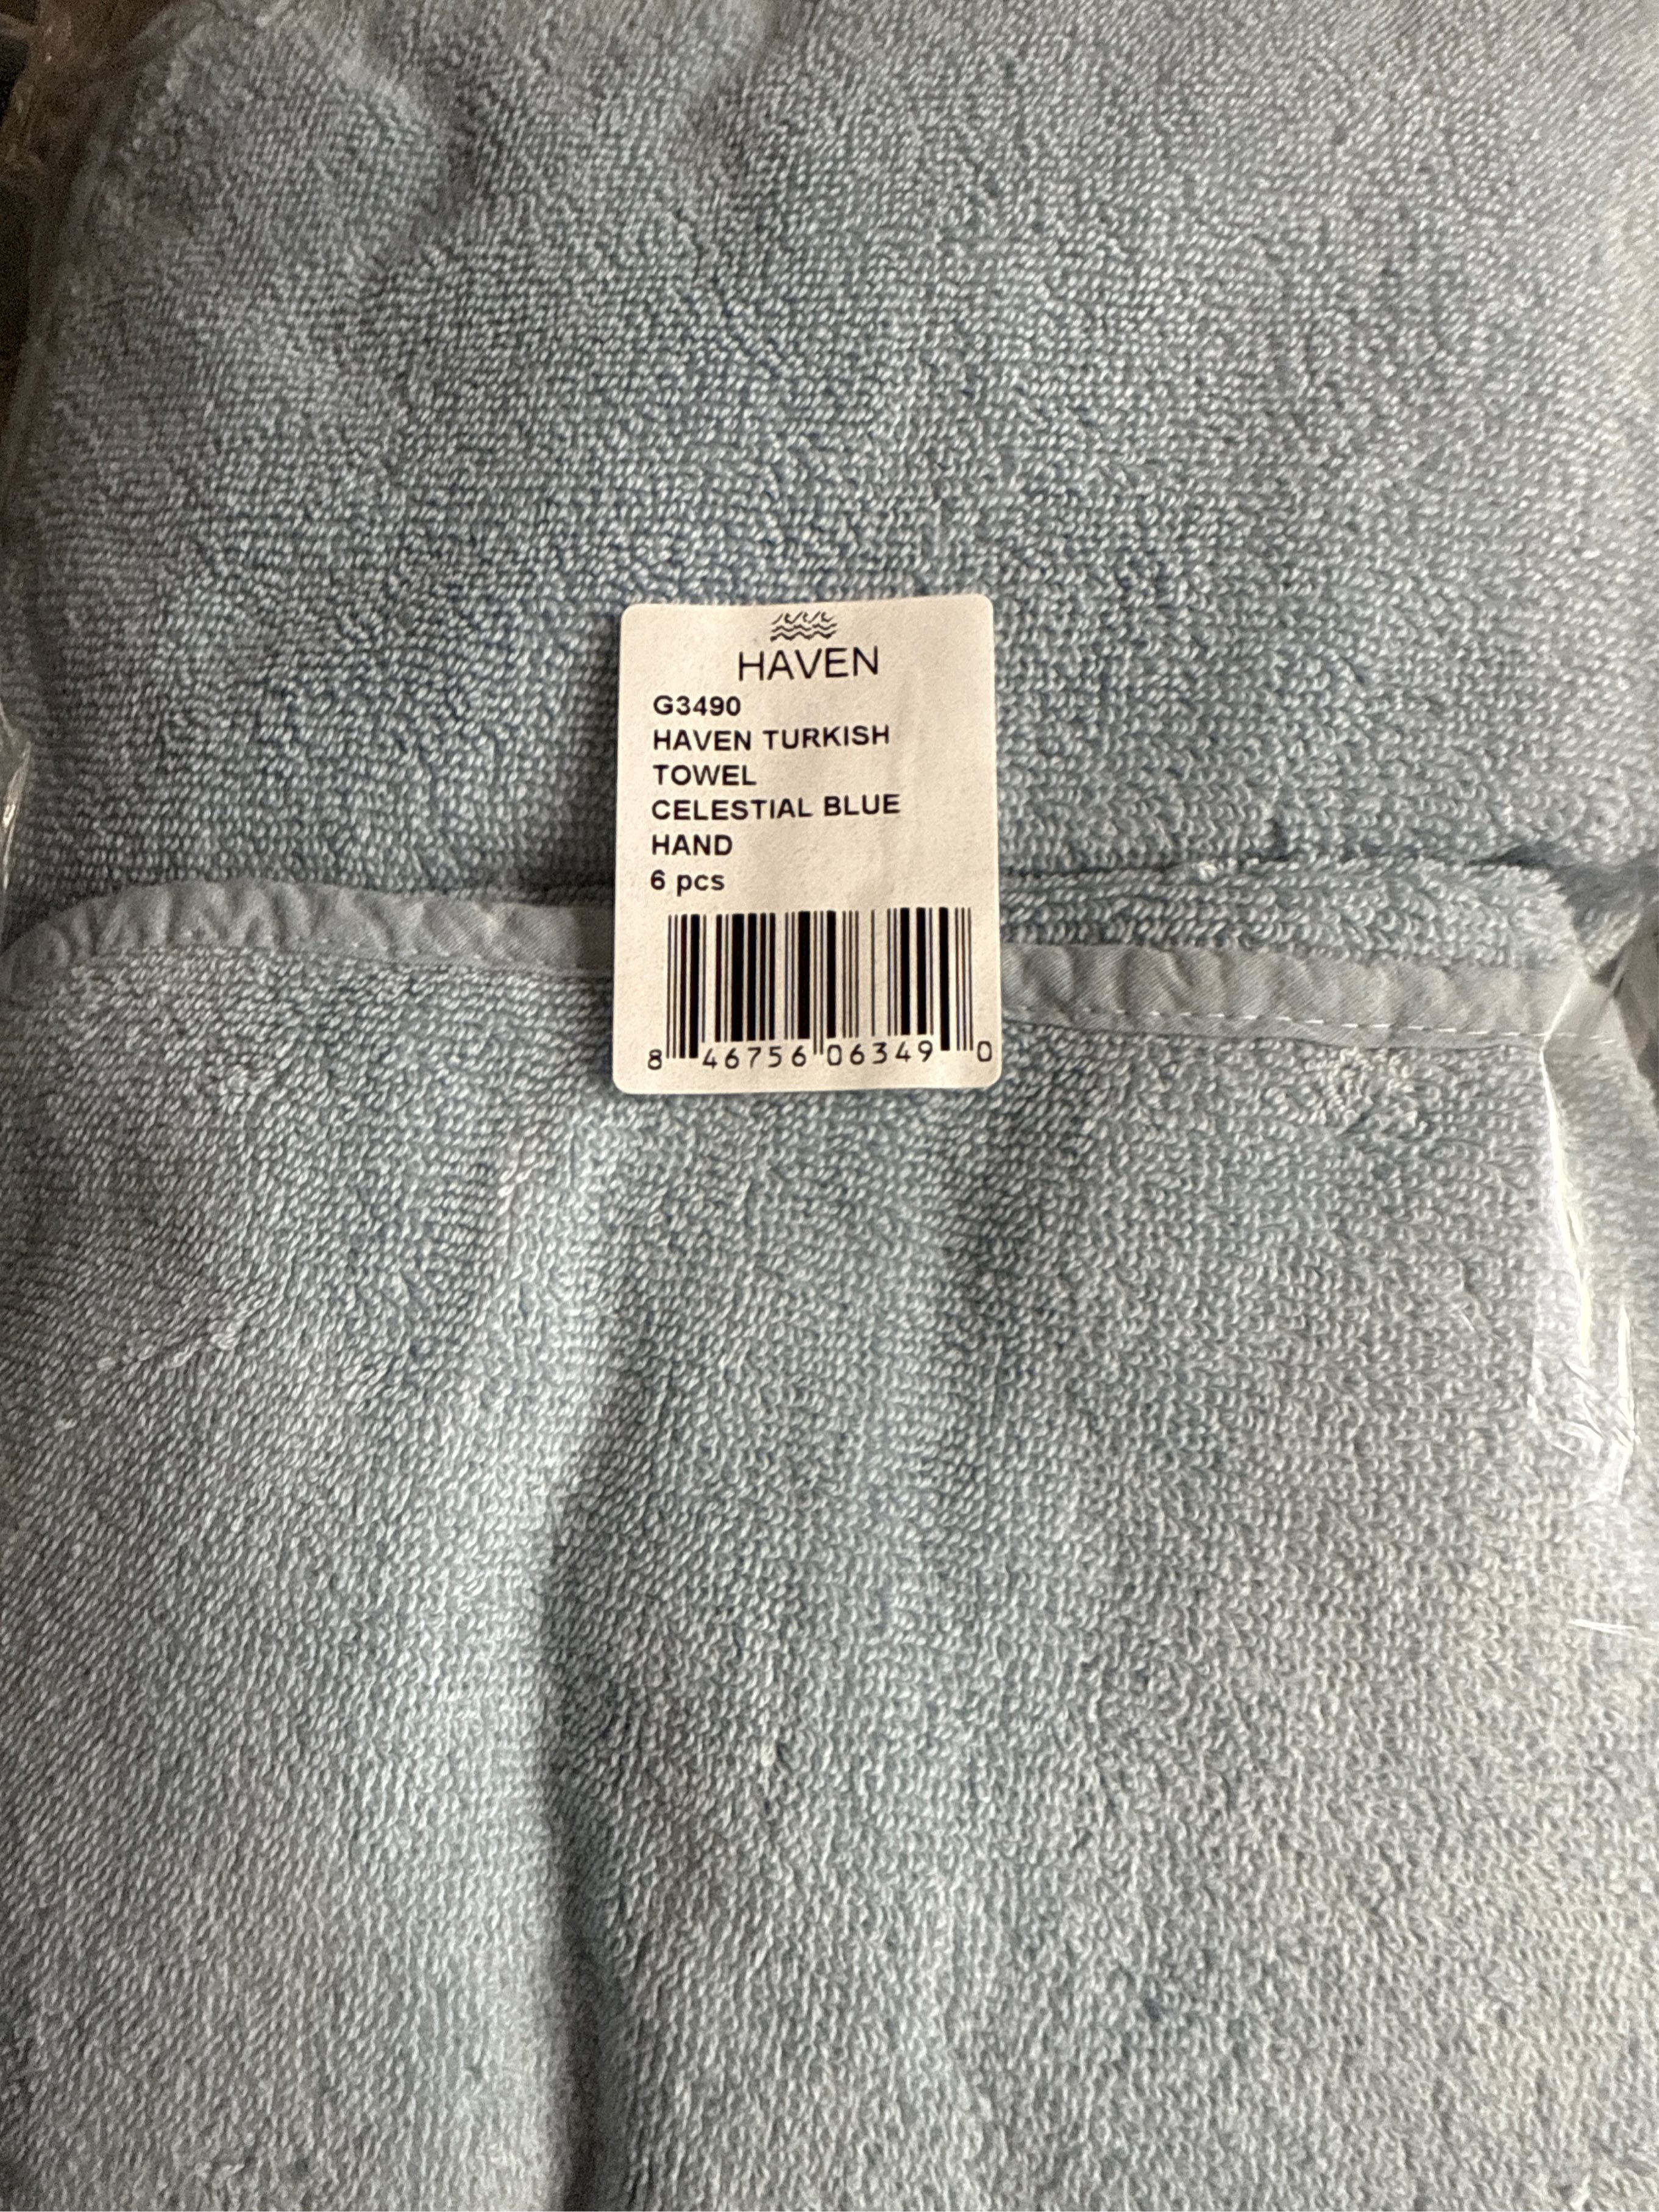 HAVEN
G3490
HAVEN TURKISH
TOWEL
CELESTIAL BLUE
HAND
6 pcs
8 46756 06349 0